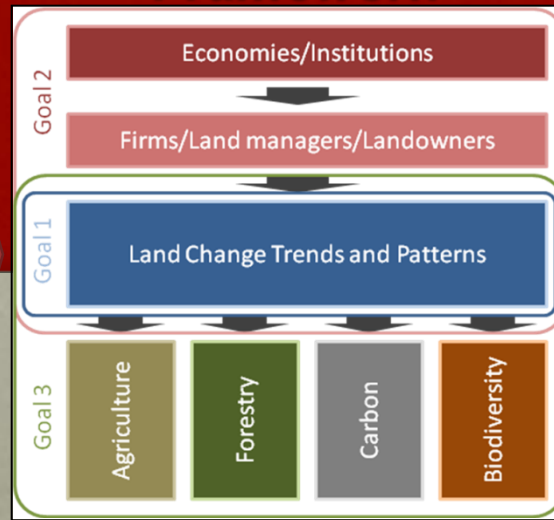 Goal 2
Economies/Institutions
Firms/Land managers/Landowners
Goal 1
Land Change Trends and Patterns
Goal 3
Agriculture
Forestry
Carbon
Biodiversity